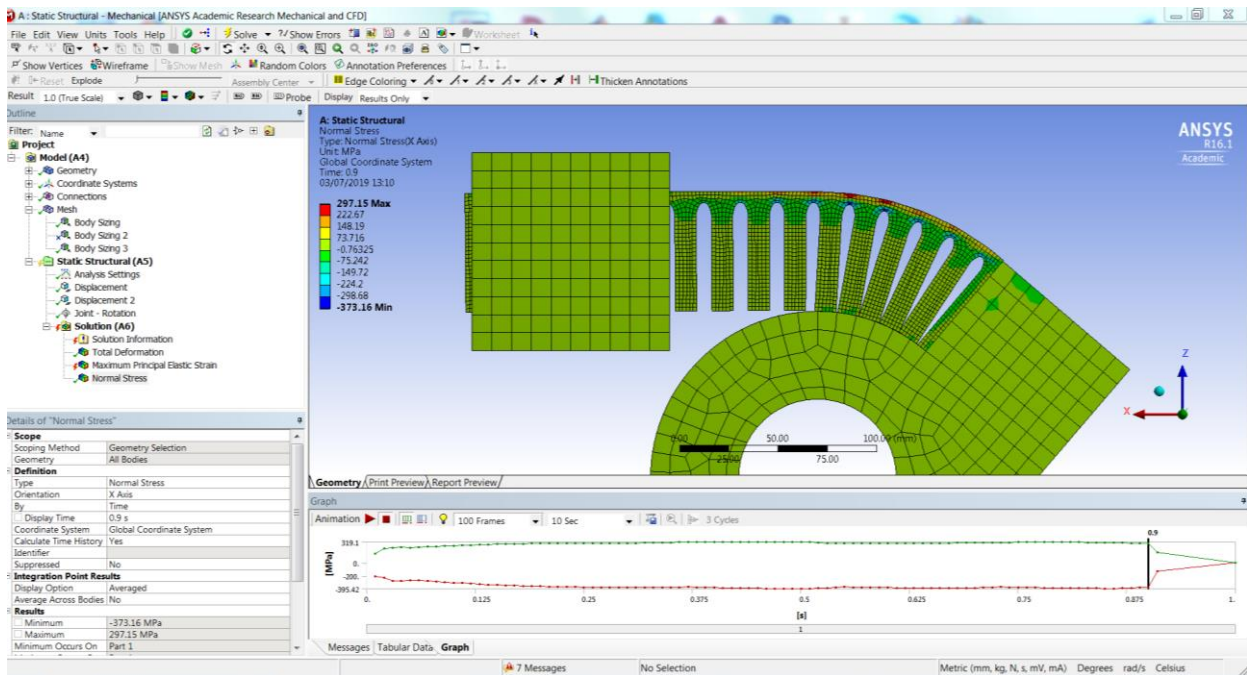 A : Static Structural - Mechanical [ANSYS Academic Research Mechanical and CFD]
File Edit View Units Tools Help Solve ?/Show Errors Worksheet
Show Vertices Wireframe Show Mesh Random Colors Annotation Preferences
Reset Explode Assembly Center Edge Coloring Thicken Annotations
Result 1.0 (True Scale) Probe Display Results Only
Outline
Filter: Name
Project
Model (A4)
Geometry
Coordinate Systems
Connections
Mesh
Body Sizing
Body Sizing 2
Body Sizing 3
Static Structural (A5)
Analysis Settings
Displacement
Displacement 2
Joint - Rotation
Solution (A6)
Solution Information
Total Deformation
Maximum Principal Elastic Strain
Normal Stress
Details of "Normal Stress"
Scope
Scoping Method Geometry Selection
Geometry All Bodies
Definition
Type Normal Stress
Orientation X Axis
By Time
Display Time 0.9 s
Coordinate System Global Coordinate System
Calculate Time History Yes
Identifier
Suppressed No
Integration Point Results
Display Option Averaged
Average Across Bodies No
Results
Minimum -373.16 MPa
Maximum 297.15 MPa
Minimum Occurs On Part 1
A: Static Structural
Normal Stress
Type: Normal Stress(X Axis)
Unit: MPa
Global Coordinate System
Time: 0.9
03/07/2019 13:10
297.15 Max
222.67
148.19
73.716
-0.76325
-75.242
-149.72
-224.2
-298.68
-373.16 Min
ANSYS
R16.1
Academic
Z
X
0.00 50.00 100.00 (mm)
25.00 75.00
Geometry Print Preview Report Preview
Graph
Animation 100 Frames 10 Sec 3 Cycles
0.9
319.1
0.
-200.
-395.42
[MPa]
0. 0.125 0.25 0.375 0.5 0.625 0.75 0.875 1.
[s]
1
Messages Tabular Data Graph
7 Messages No Selection Metric (mm, kg, N, s, mV, mA) Degrees rad/s Celsius